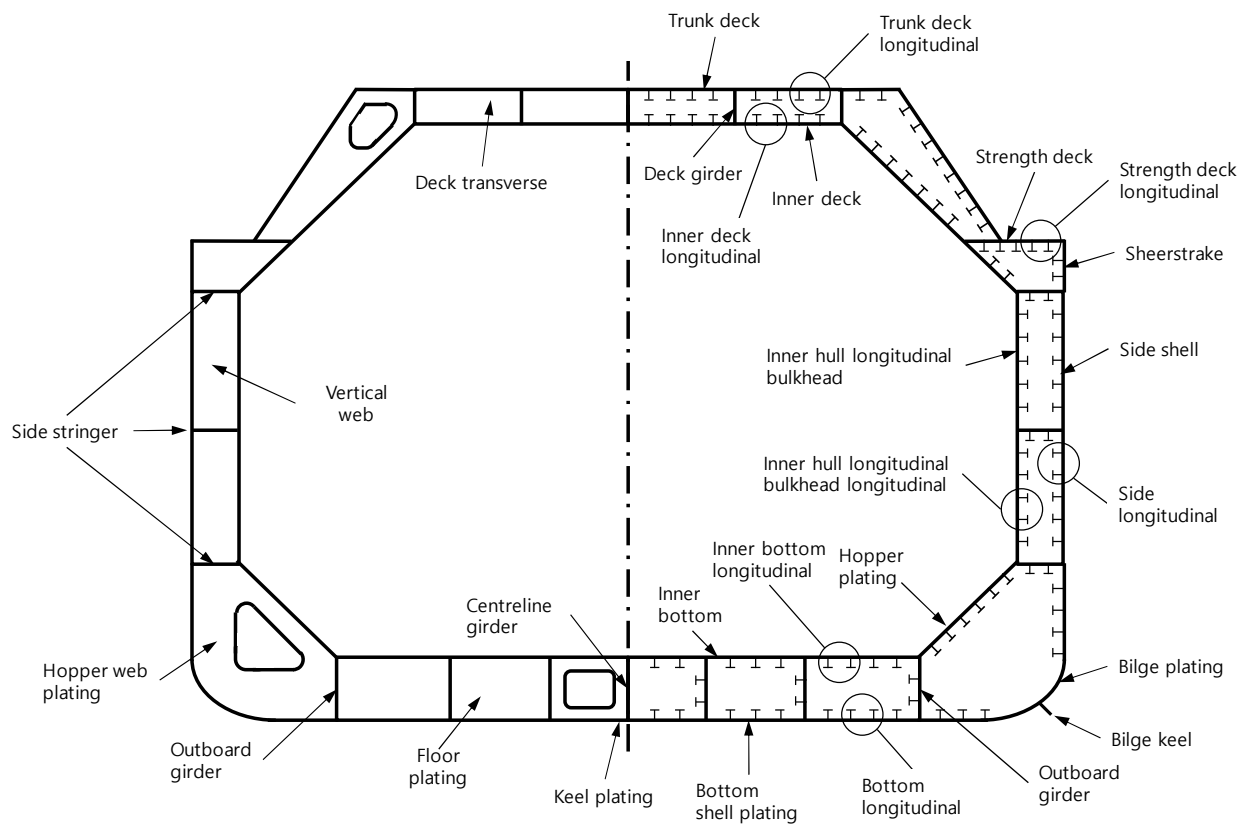 Trunk deck
Trunk deck
longitudinal
Deck transverse
Deck girder
Inner deck
Strength deck
Strength deck
longitudinal
Inner deck
longitudinal
Sheerstrake
Inner hull longitudinal
bulkhead
Side shell
Vertical
web
Side stringer
Inner hull longitudinal
bulkhead longitudinal
Side
longitudinal
Inner bottom
longitudinal
Hopper
plating
Centreline
girder
Inner
bottom
Hopper web
plating
Bilge plating
Bilge keel
Outboard
girder
Floor
plating
Keel plating
Bottom
shell plating
Bottom
longitudinal
Outboard
girder